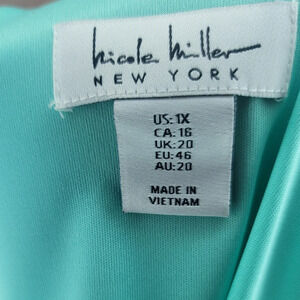 nicole miller
NEW YORK
US: 1X
CA: 16
UK: 20
EU: 46
AU: 20
MADE IN
VIETNAM